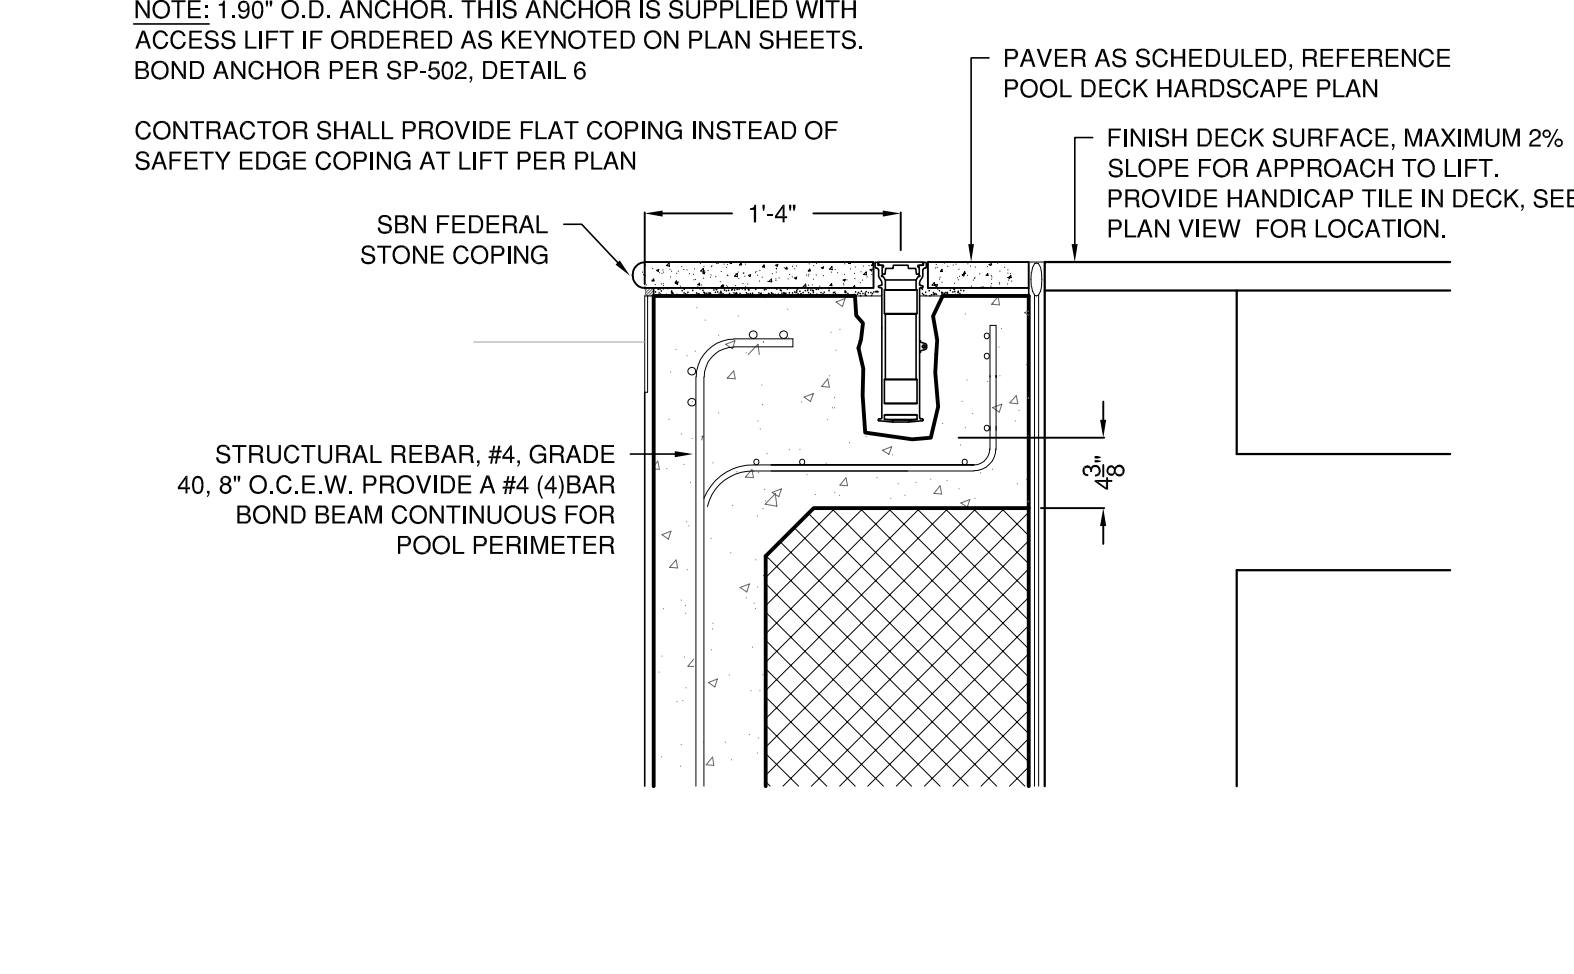 NOTE: 1.90" O.D. ANCHOR. THIS ANCHOR IS SUPPLIED WITH
ACCESS LIFT IF ORDERED AS KEYNOTED ON PLAN SHEETS.
BOND ANCHOR PER SP-502, DETAIL 6
CONTRACTOR SHALL PROVIDE FLAT COPING INSTEAD OF
SAFETY EDGE COPING AT LIFT PER PLAN
PAVER AS SCHEDULED, REFERENCE
POOL DECK HARDSCAPE PLAN
FINISH DECK SURFACE, MAXIMUM 2%
SLOPE FOR APPROACH TO LIFT.
PROVIDE HANDICAP TILE IN DECK, SEE
PLAN VIEW FOR LOCATION.
1'-4"
SBN FEDERAL
STONE COPING
STRUCTURAL REBAR, #4, GRADE
40, 8" O.C.E.W. PROVIDE A #4 (4)BAR
BOND BEAM CONTINUOUS FOR
POOL PERIMETER
4 3/8"